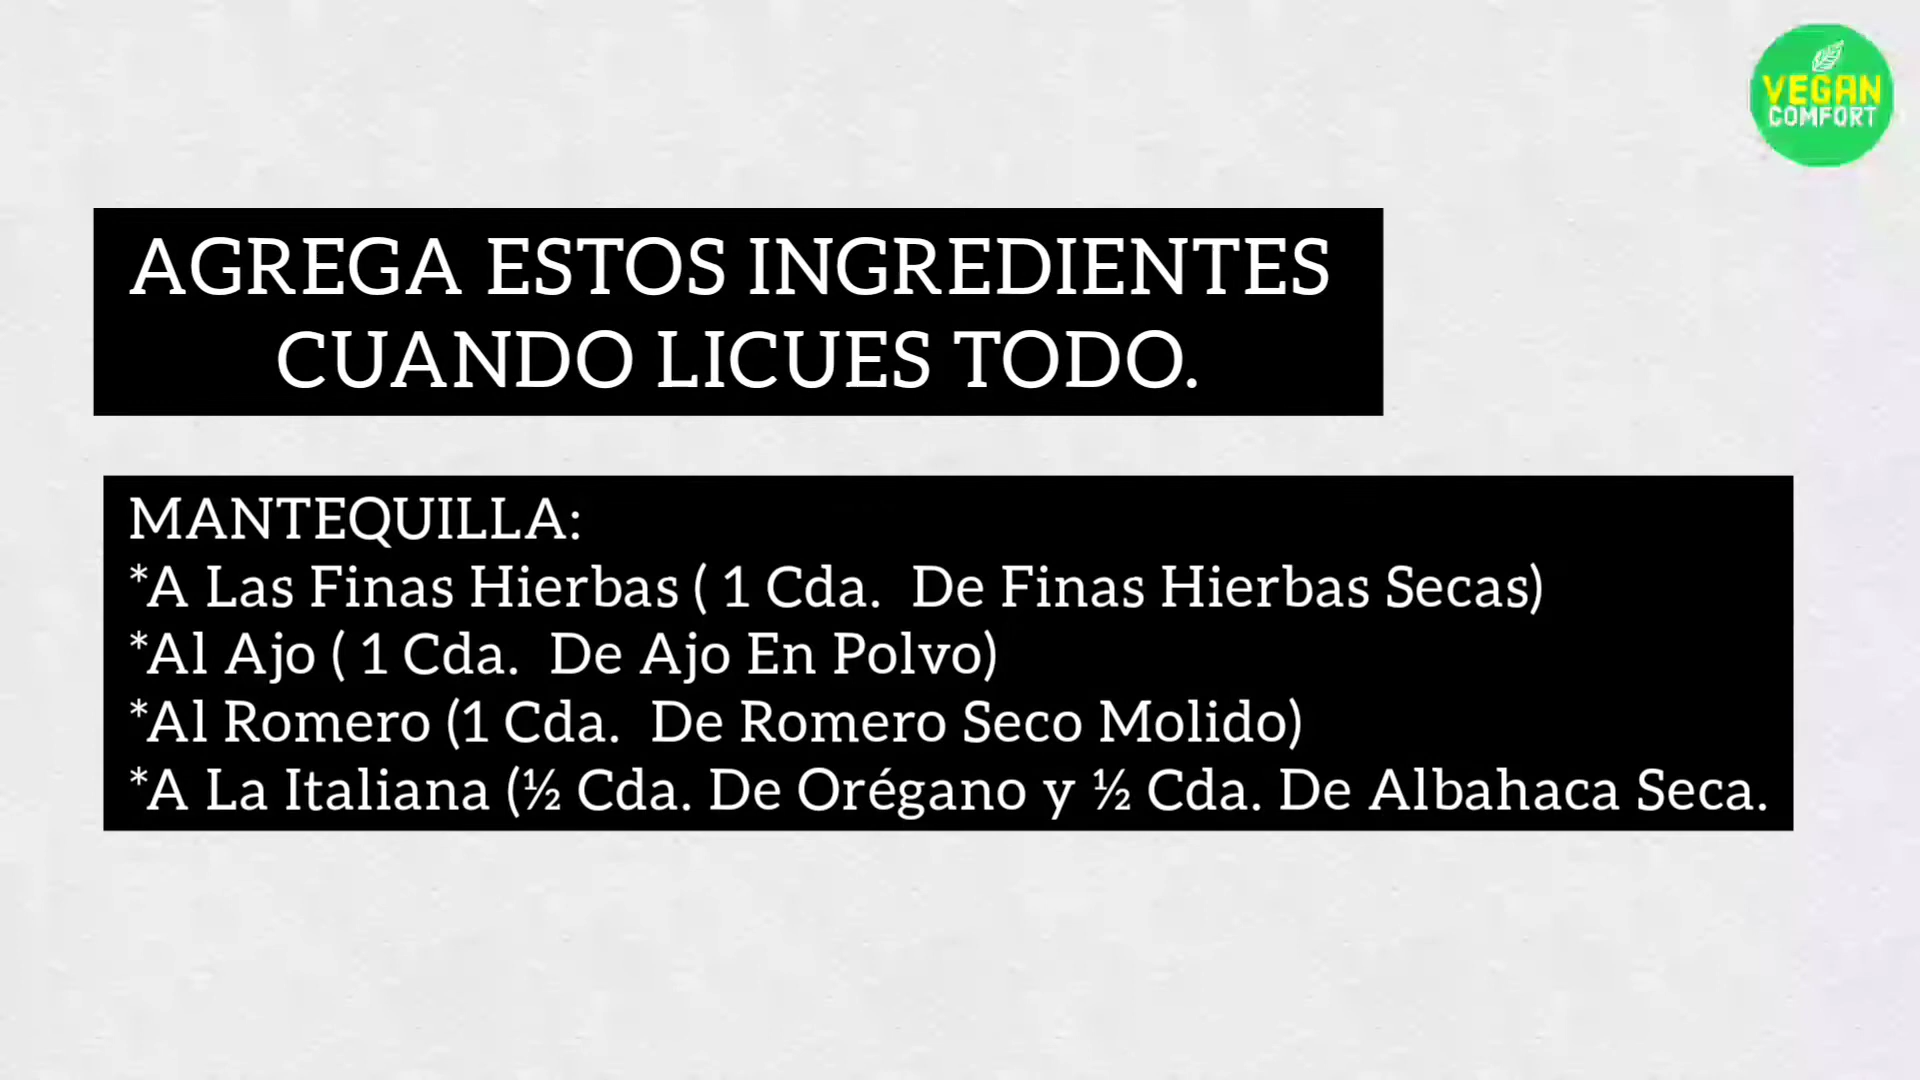 VEGAN
COMFORT
AGREGA ESTOS INGREDIENTES
CUANDO LICUES TODO.
MANTEQUILLA:
*A Las Finas Hierbas ( 1 Cda.  De Finas Hierbas Secas)
*Al Ajo ( 1 Cda.  De Ajo En Polvo)
*Al Romero (1 Cda.  De Romero Seco Molido)
*A La Italiana (½ Cda. De Orégano y ½ Cda. De Albahaca Seca.